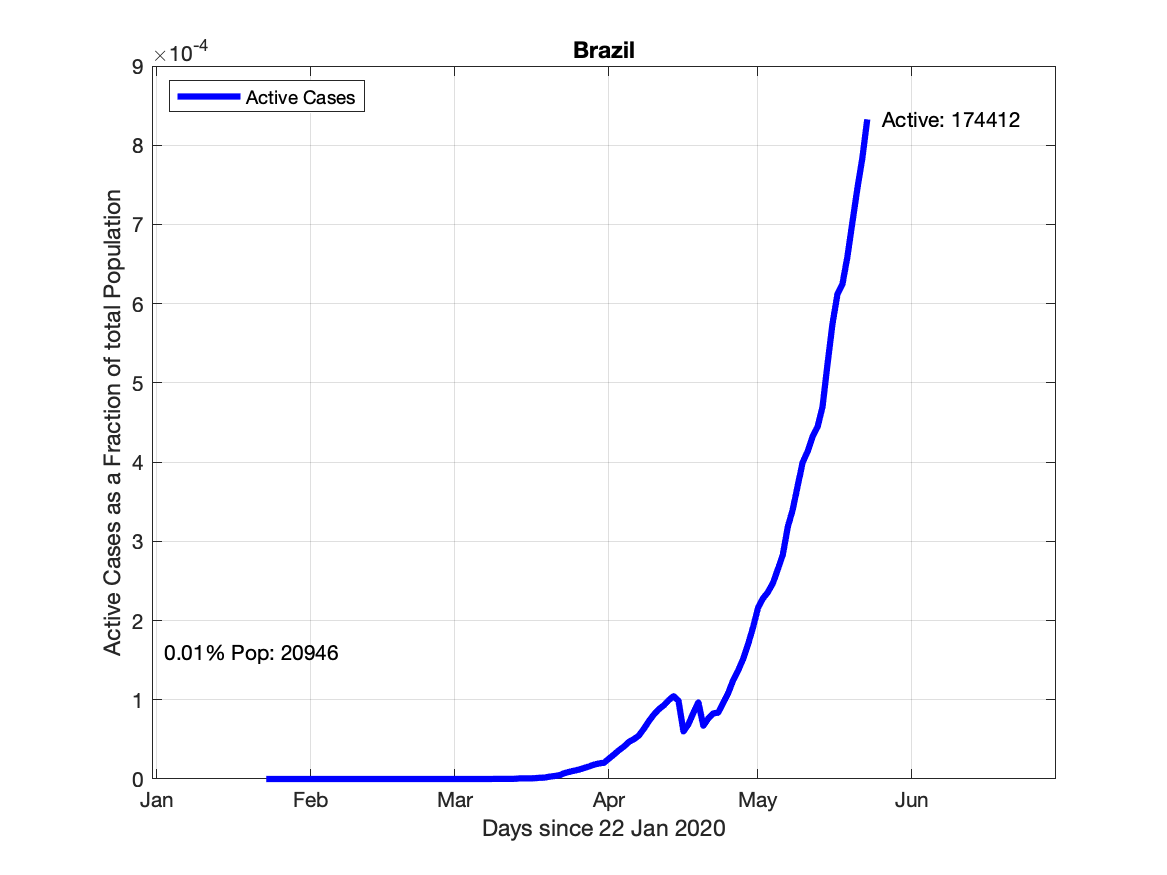 Brazil
×10-4
9
8
7
6
5
4
3
2
1
0
Active Cases as a Fraction of total Population
Active Cases
Active: 174412
0.01% Pop: 20946
Jan Feb Mar Apr May Jun
Days since 22 Jan 2020